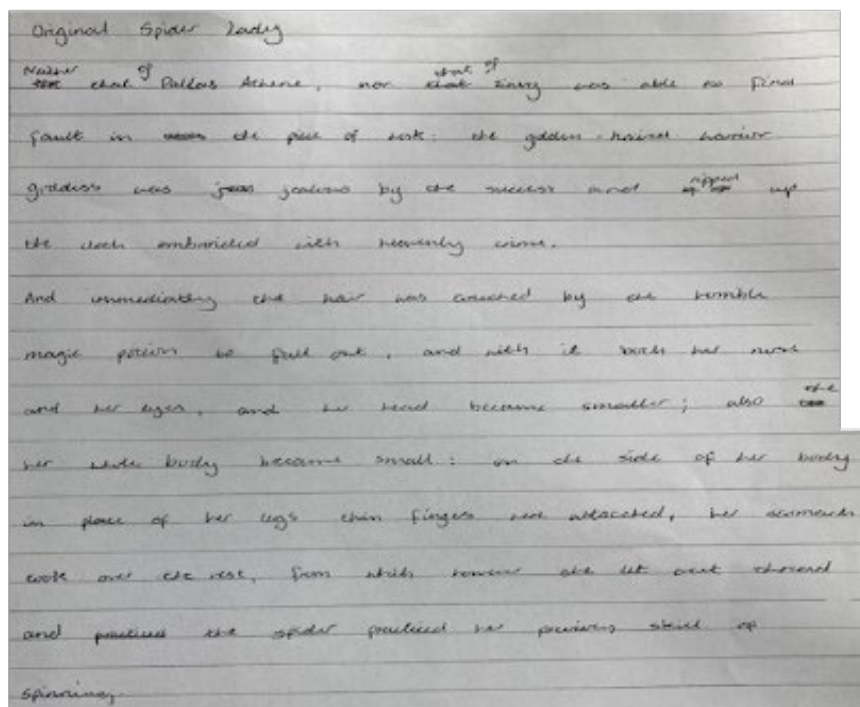 Original Spider Lady
Neither that of Pallas Athene, nor that of Envy was able to find
fault in the piece of work: the golden-haired warrior
goddess was jealous by the success and ripped up
the cloth embroided with heavenly crime.
And immediately the hair was touched by the terrible
magic potion to fall out, and with it both her nose
and her eyes, and her head became smaller; also the
her whole body became small: on the side of her body
in place of her legs thin fingers were attached, her stomach
took over the rest, from which however she let out thread
and practiced the spider practiced her previous skill of
spinning.